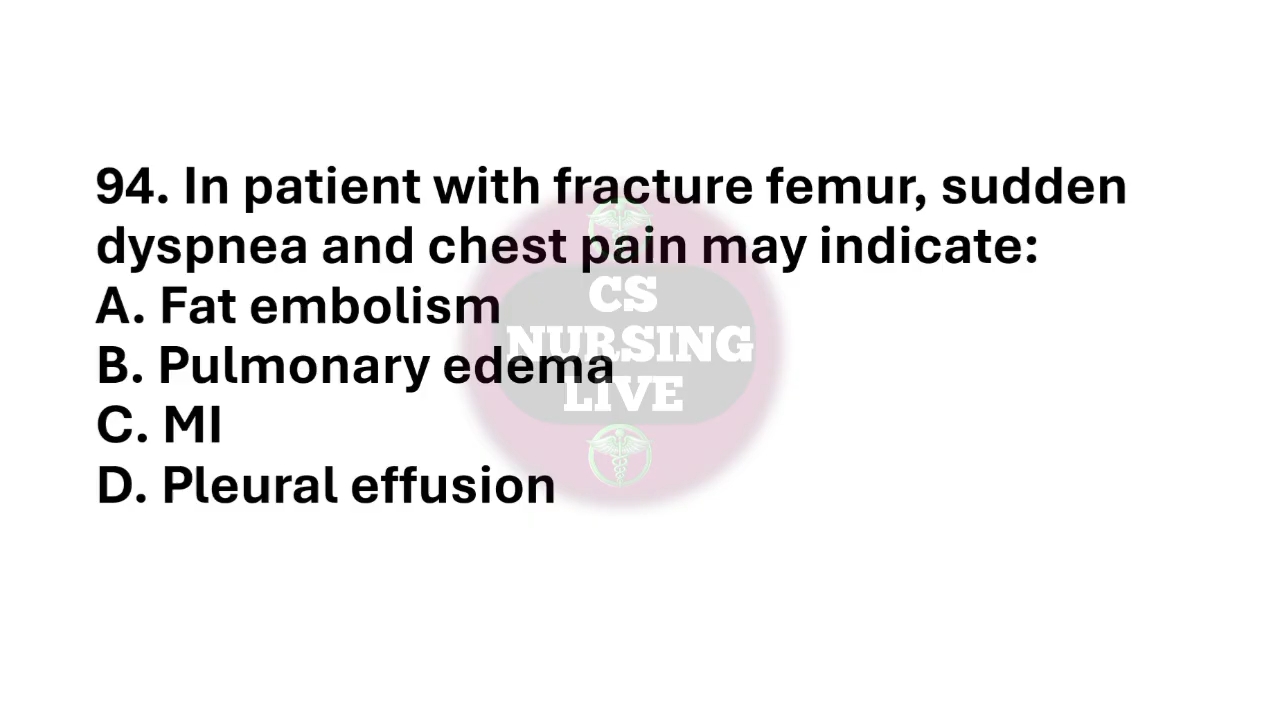 94. In patient with fracture femur, sudden
dyspnea and chest pain may indicate:
A. Fat embolism
B. Pulmonary edema
C. MI
D. Pleural effusion
CS
NURSING
LIVE